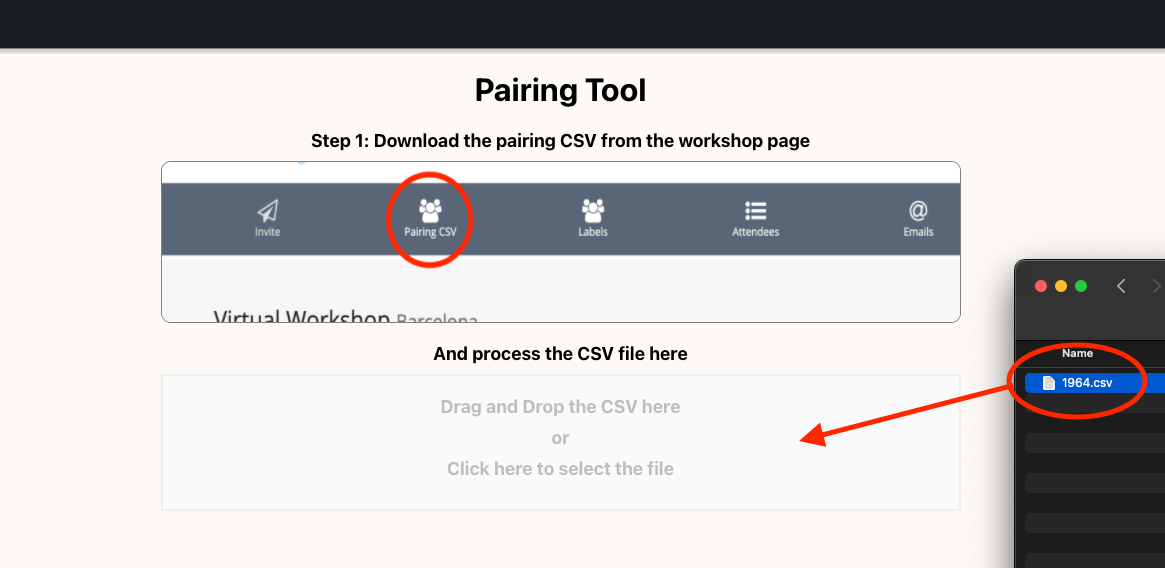 Pairing Tool
Step 1: Download the pairing CSV from the workshop page
Invite
Pairing CSV
Labels
Attendees
@
Emails
Virtual Workshop Barcelona
And process the CSV file here
Drag and Drop the CSV here
or
Click here to select the file
Name
1964.csv